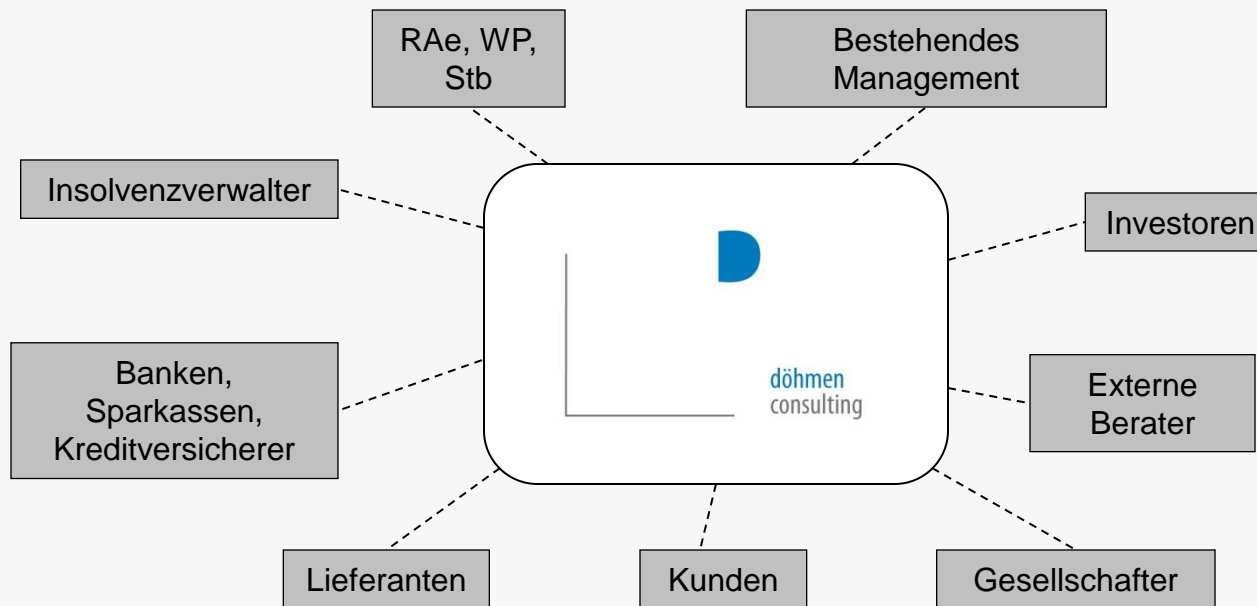 RAe, WP,
Stb
Bestehendes
Management
Insolvenzverwalter
Investoren
döhmen
consulting
Banken,
Sparkassen,
Kreditversicherer
Externe
Berater
Lieferanten
Kunden
Gesellschafter